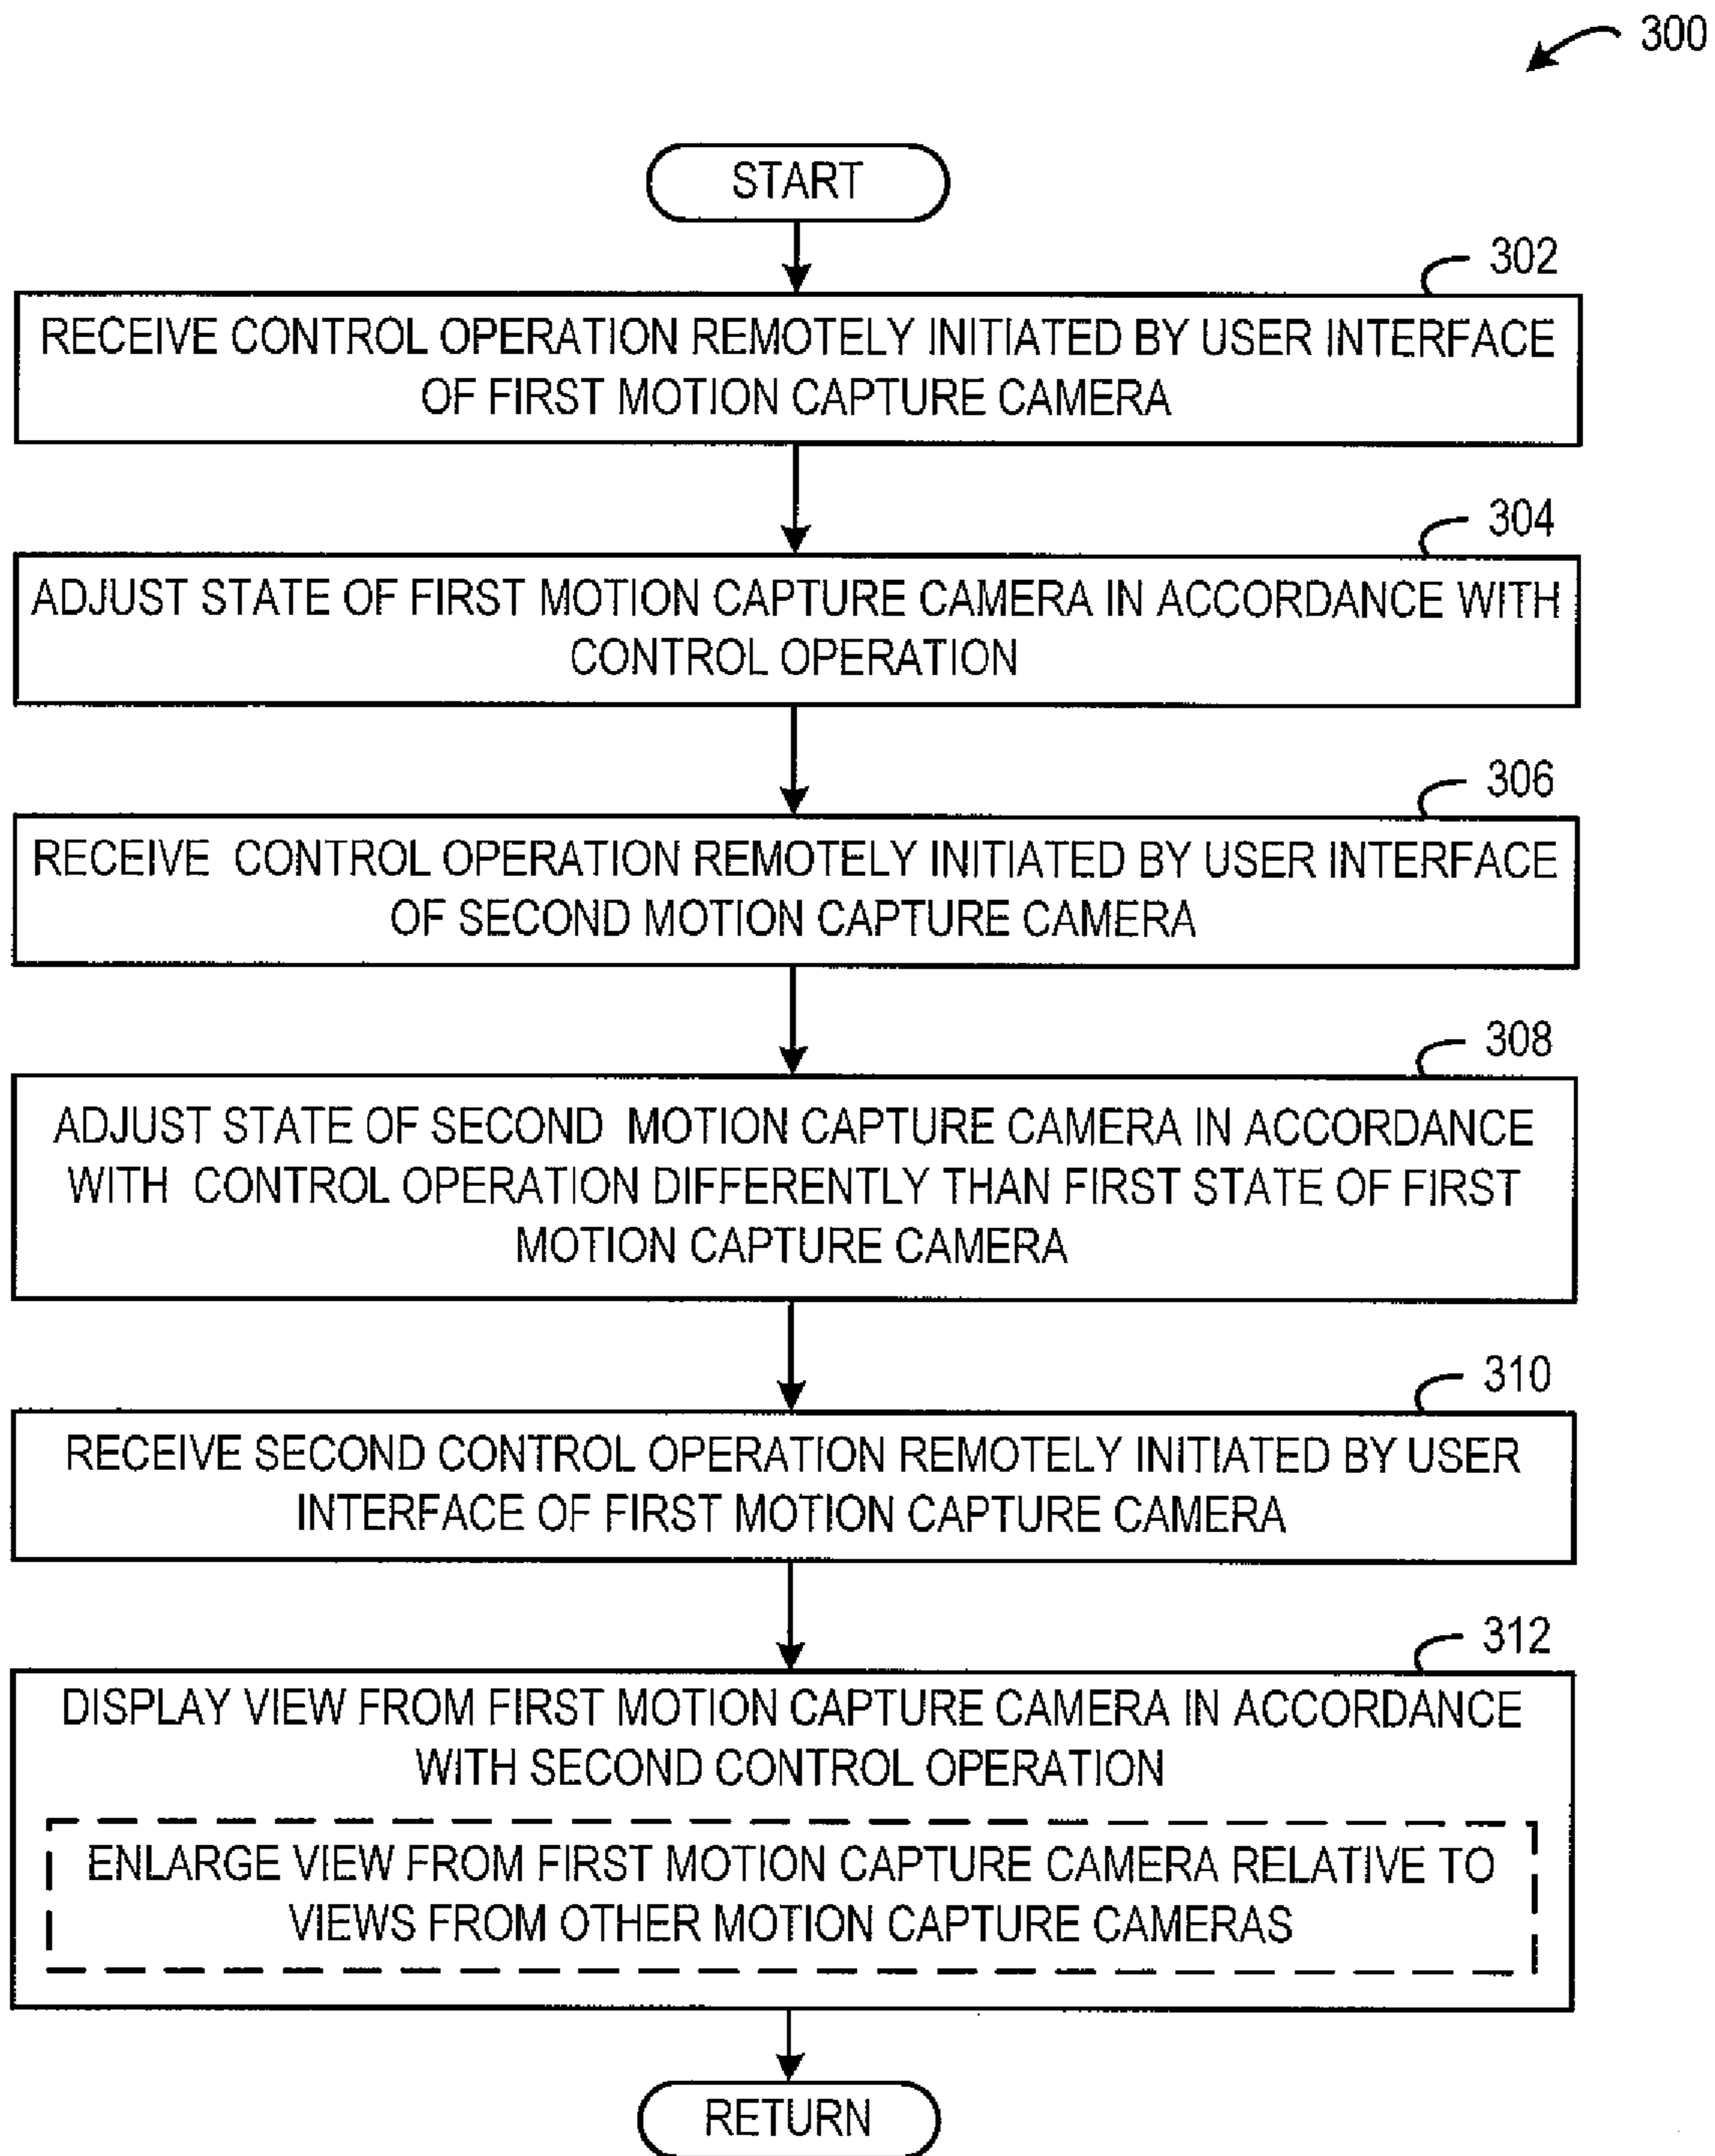 300
START
302
RECEIVE CONTROL OPERATION REMOTELY INITIATED BY USER INTERFACE
OF FIRST MOTION CAPTURE CAMERA
304
ADJUST STATE OF FIRST MOTION CAPTURE CAMERA IN ACCORDANCE WITH
CONTROL OPERATION
306
RECEIVE CONTROL OPERATION REMOTELY INITIATED BY USER INTERFACE
OF SECOND MOTION CAPTURE CAMERA
308
ADJUST STATE OF SECOND MOTION CAPTURE CAMERA IN ACCORDANCE
WITH CONTROL OPERATION DIFFERENTLY THAN FIRST STATE OF FIRST
MOTION CAPTURE CAMERA
310
RECEIVE SECOND CONTROL OPERATION REMOTELY INITIATED BY USER
INTERFACE OF FIRST MOTION CAPTURE CAMERA
312
DISPLAY VIEW FROM FIRST MOTION CAPTURE CAMERA IN ACCORDANCE
WITH SECOND CONTROL OPERATION
ENLARGE VIEW FROM FIRST MOTION CAPTURE CAMERA RELATIVE TO
VIEWS FROM OTHER MOTION CAPTURE CAMERAS
RETURN